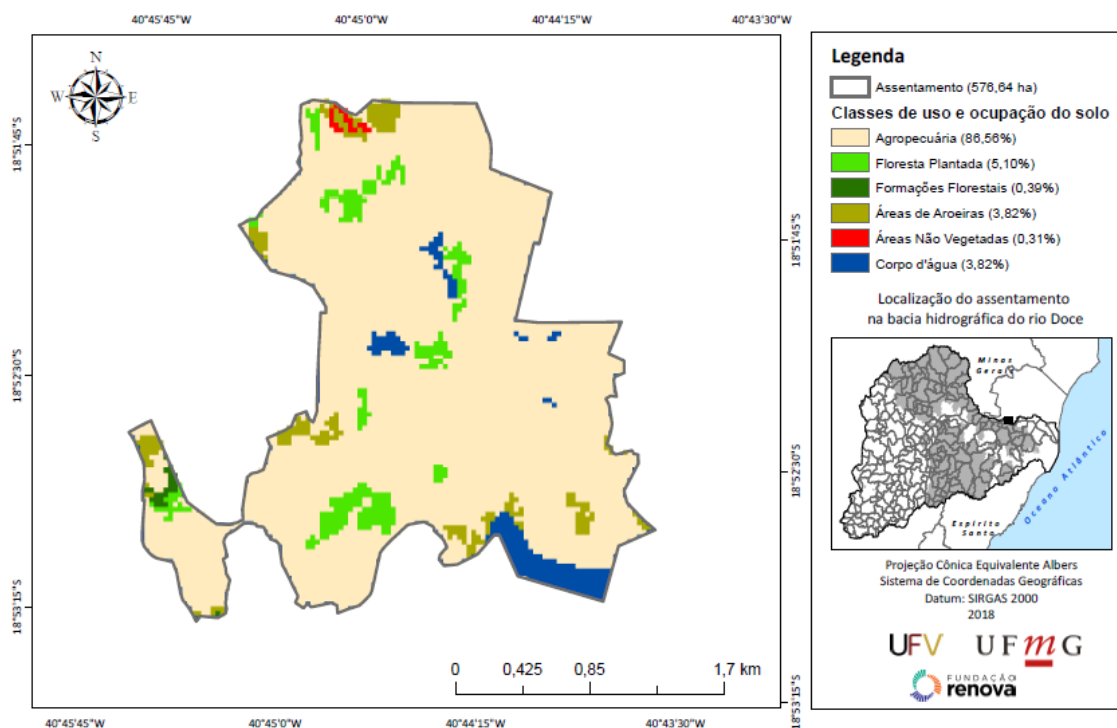 40°45'45"W
40°45'0"W
40°44'15"W
40°43'30"W
N
W
E
S
18°51'45"S
18°52'30"S
18°53'15"S
18°51'45"S
18°52'30"S
18°53'15"S
0
0,425
0,85
1,7 km
40°45'45"W
40°45'0"W
40°44'15"W
40°43'30"W
Legenda
Assentamento (576,64 ha)
Classes de uso e ocupação do solo
Agropecuária (86,56%)
Floresta Plantada (5,10%)
Formações Florestais (0,39%)
Áreas de Aroeiras (3,82%)
Áreas Não Vegetadas (0,31%)
Corpo d'água (3,82%)
Localização do assentamento
na bacia hidrográfica do rio Doce
Minas
Gerais
Oceano Atlântico
Espírito
Santo
Projeção Cônica Equivalente Albers
Sistema de Coordenadas Geográficas
Datum: SIRGAS 2000
2018
UFV
UFmG
FUNDAÇÃO
renova